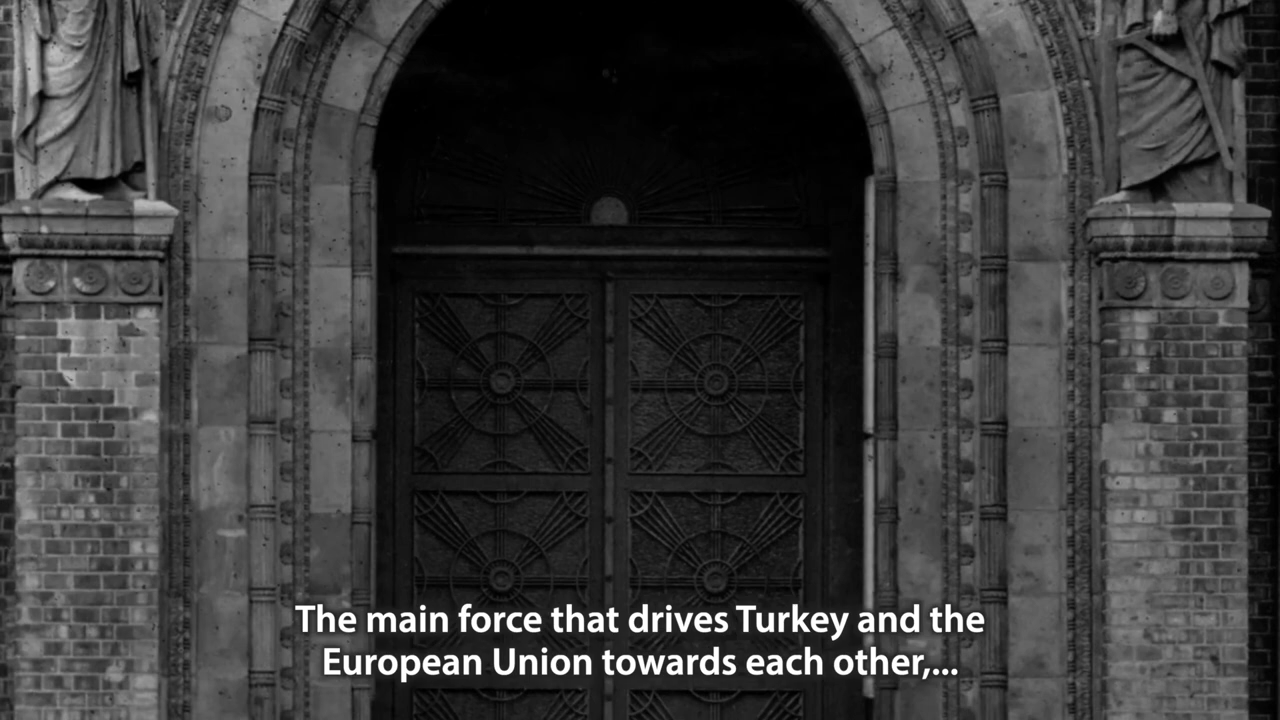 The main force that drives Turkey and the
European Union towards each other,...